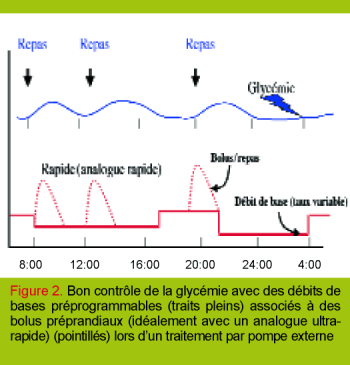 Repas Repas Repas
Glycémie
Bolus/repas
Rapide (analogue rapide)
Débit de base (taux variable)
8:00 12:00 16:00 20:00 24:00 4:00
Figure 2. Bon contrôle de la glycémie avec des débits de
bases préprogrammables (traits pleins) associés à des
bolus préprandiaux (idéalement avec un analogue ultra-
rapide) (pointillés) lors d'un traitement par pompe externe